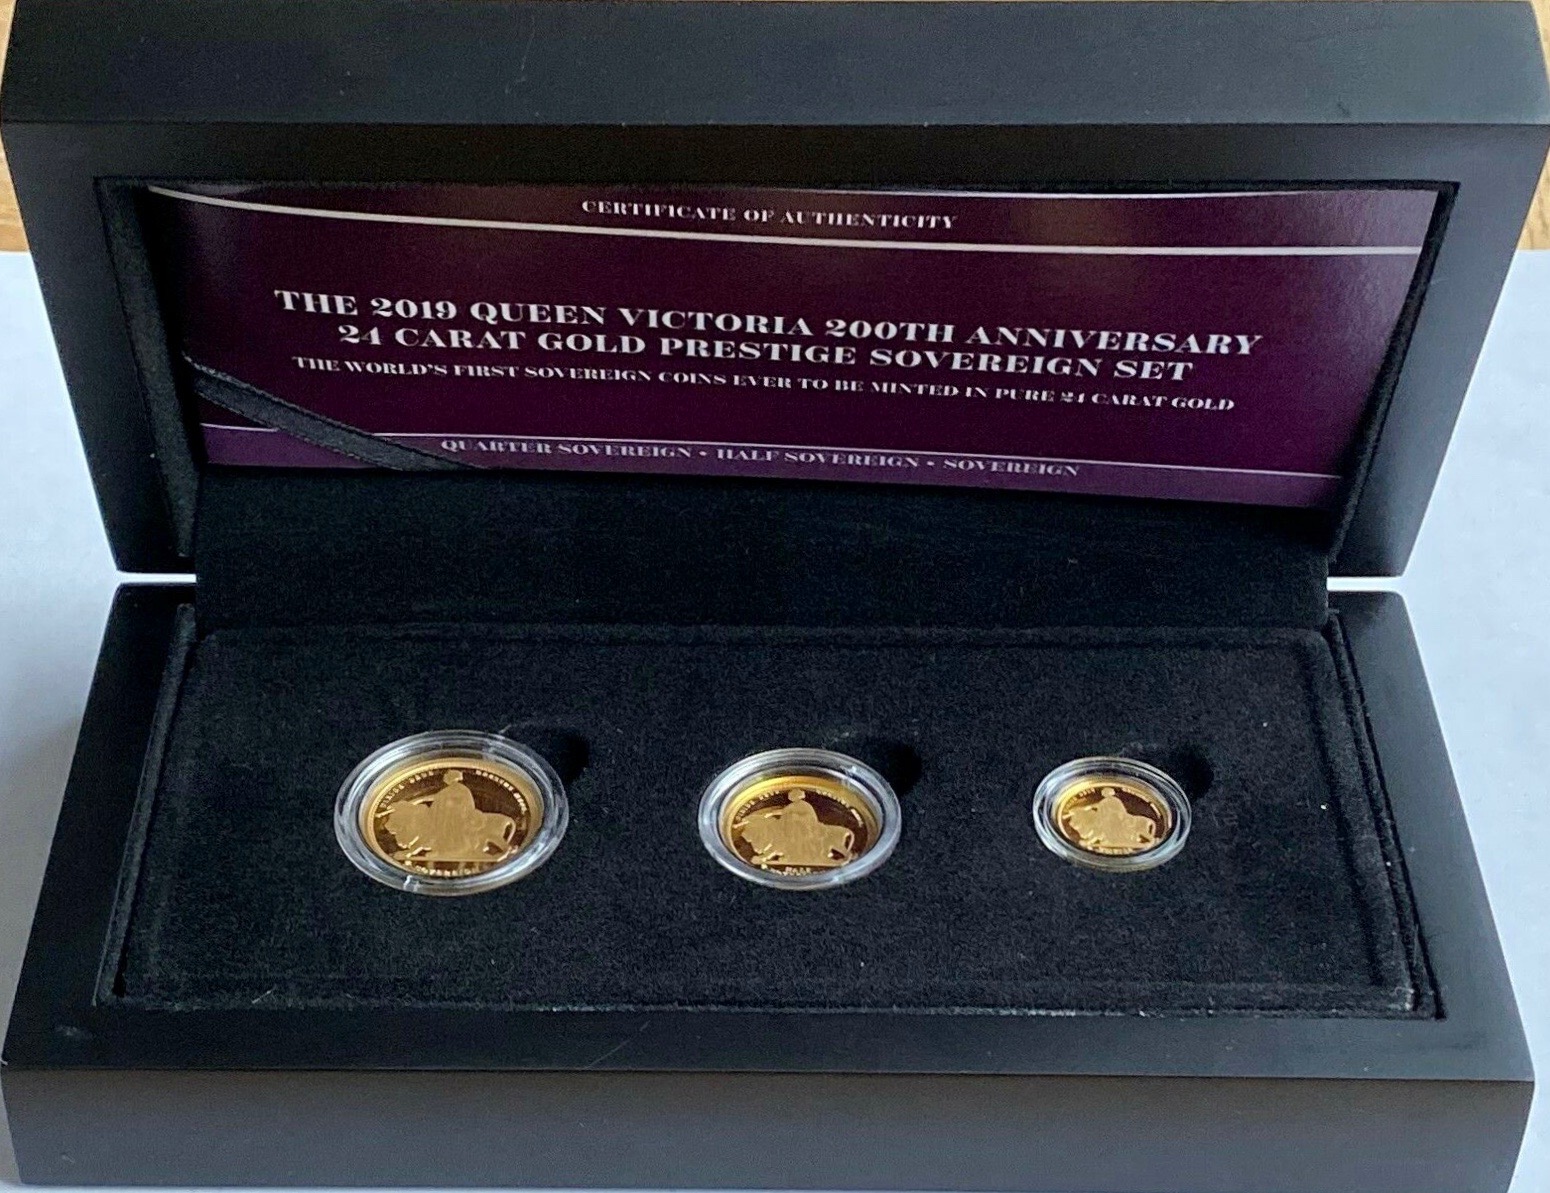 CERTIFICATE OF AUTHENTICITY
THE 2019 QUEEN VICTORIA 200TH ANNIVERSARY
24 CARAT GOLD PRESTIGE SOVEREIGN SET
THE WORLD'S FIRST SOVEREIGN COINS EVER TO BE MINTED IN PURE 24 CARAT GOLD
QUARTER SOVEREIGN • HALF SOVEREIGN • SOVEREIGN